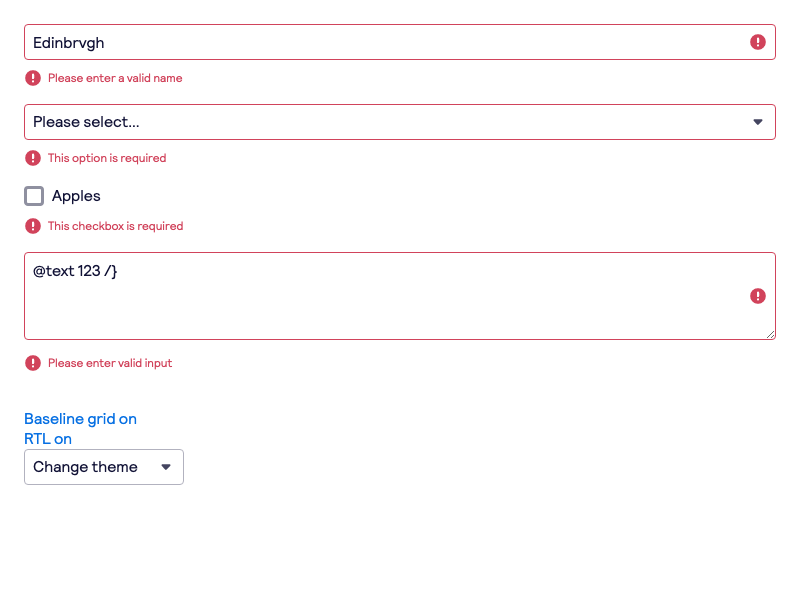 Edinbrvgh
Please enter a valid name
Please select...
This option is required
Apples
This checkbox is required
@text 123 /}
Please enter valid input
Baseline grid on
RTL on
Change theme